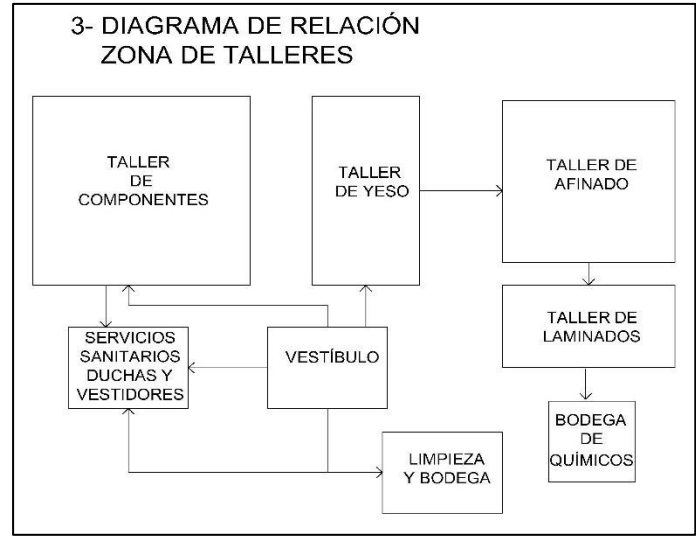 3- DIAGRAMA DE RELACIÓN
ZONA DE TALLERES
TALLER
DE
COMPONENTES
TALLER
DE YESO
TALLER DE
AFINADO
SERVICIOS
SANITARIOS
DUCHAS Y
VESTIDORES
VESTÍBULO
TALLER DE
LAMINADOS
LIMPIEZA
Y BODEGA
BODEGA
DE
QUÍMICOS